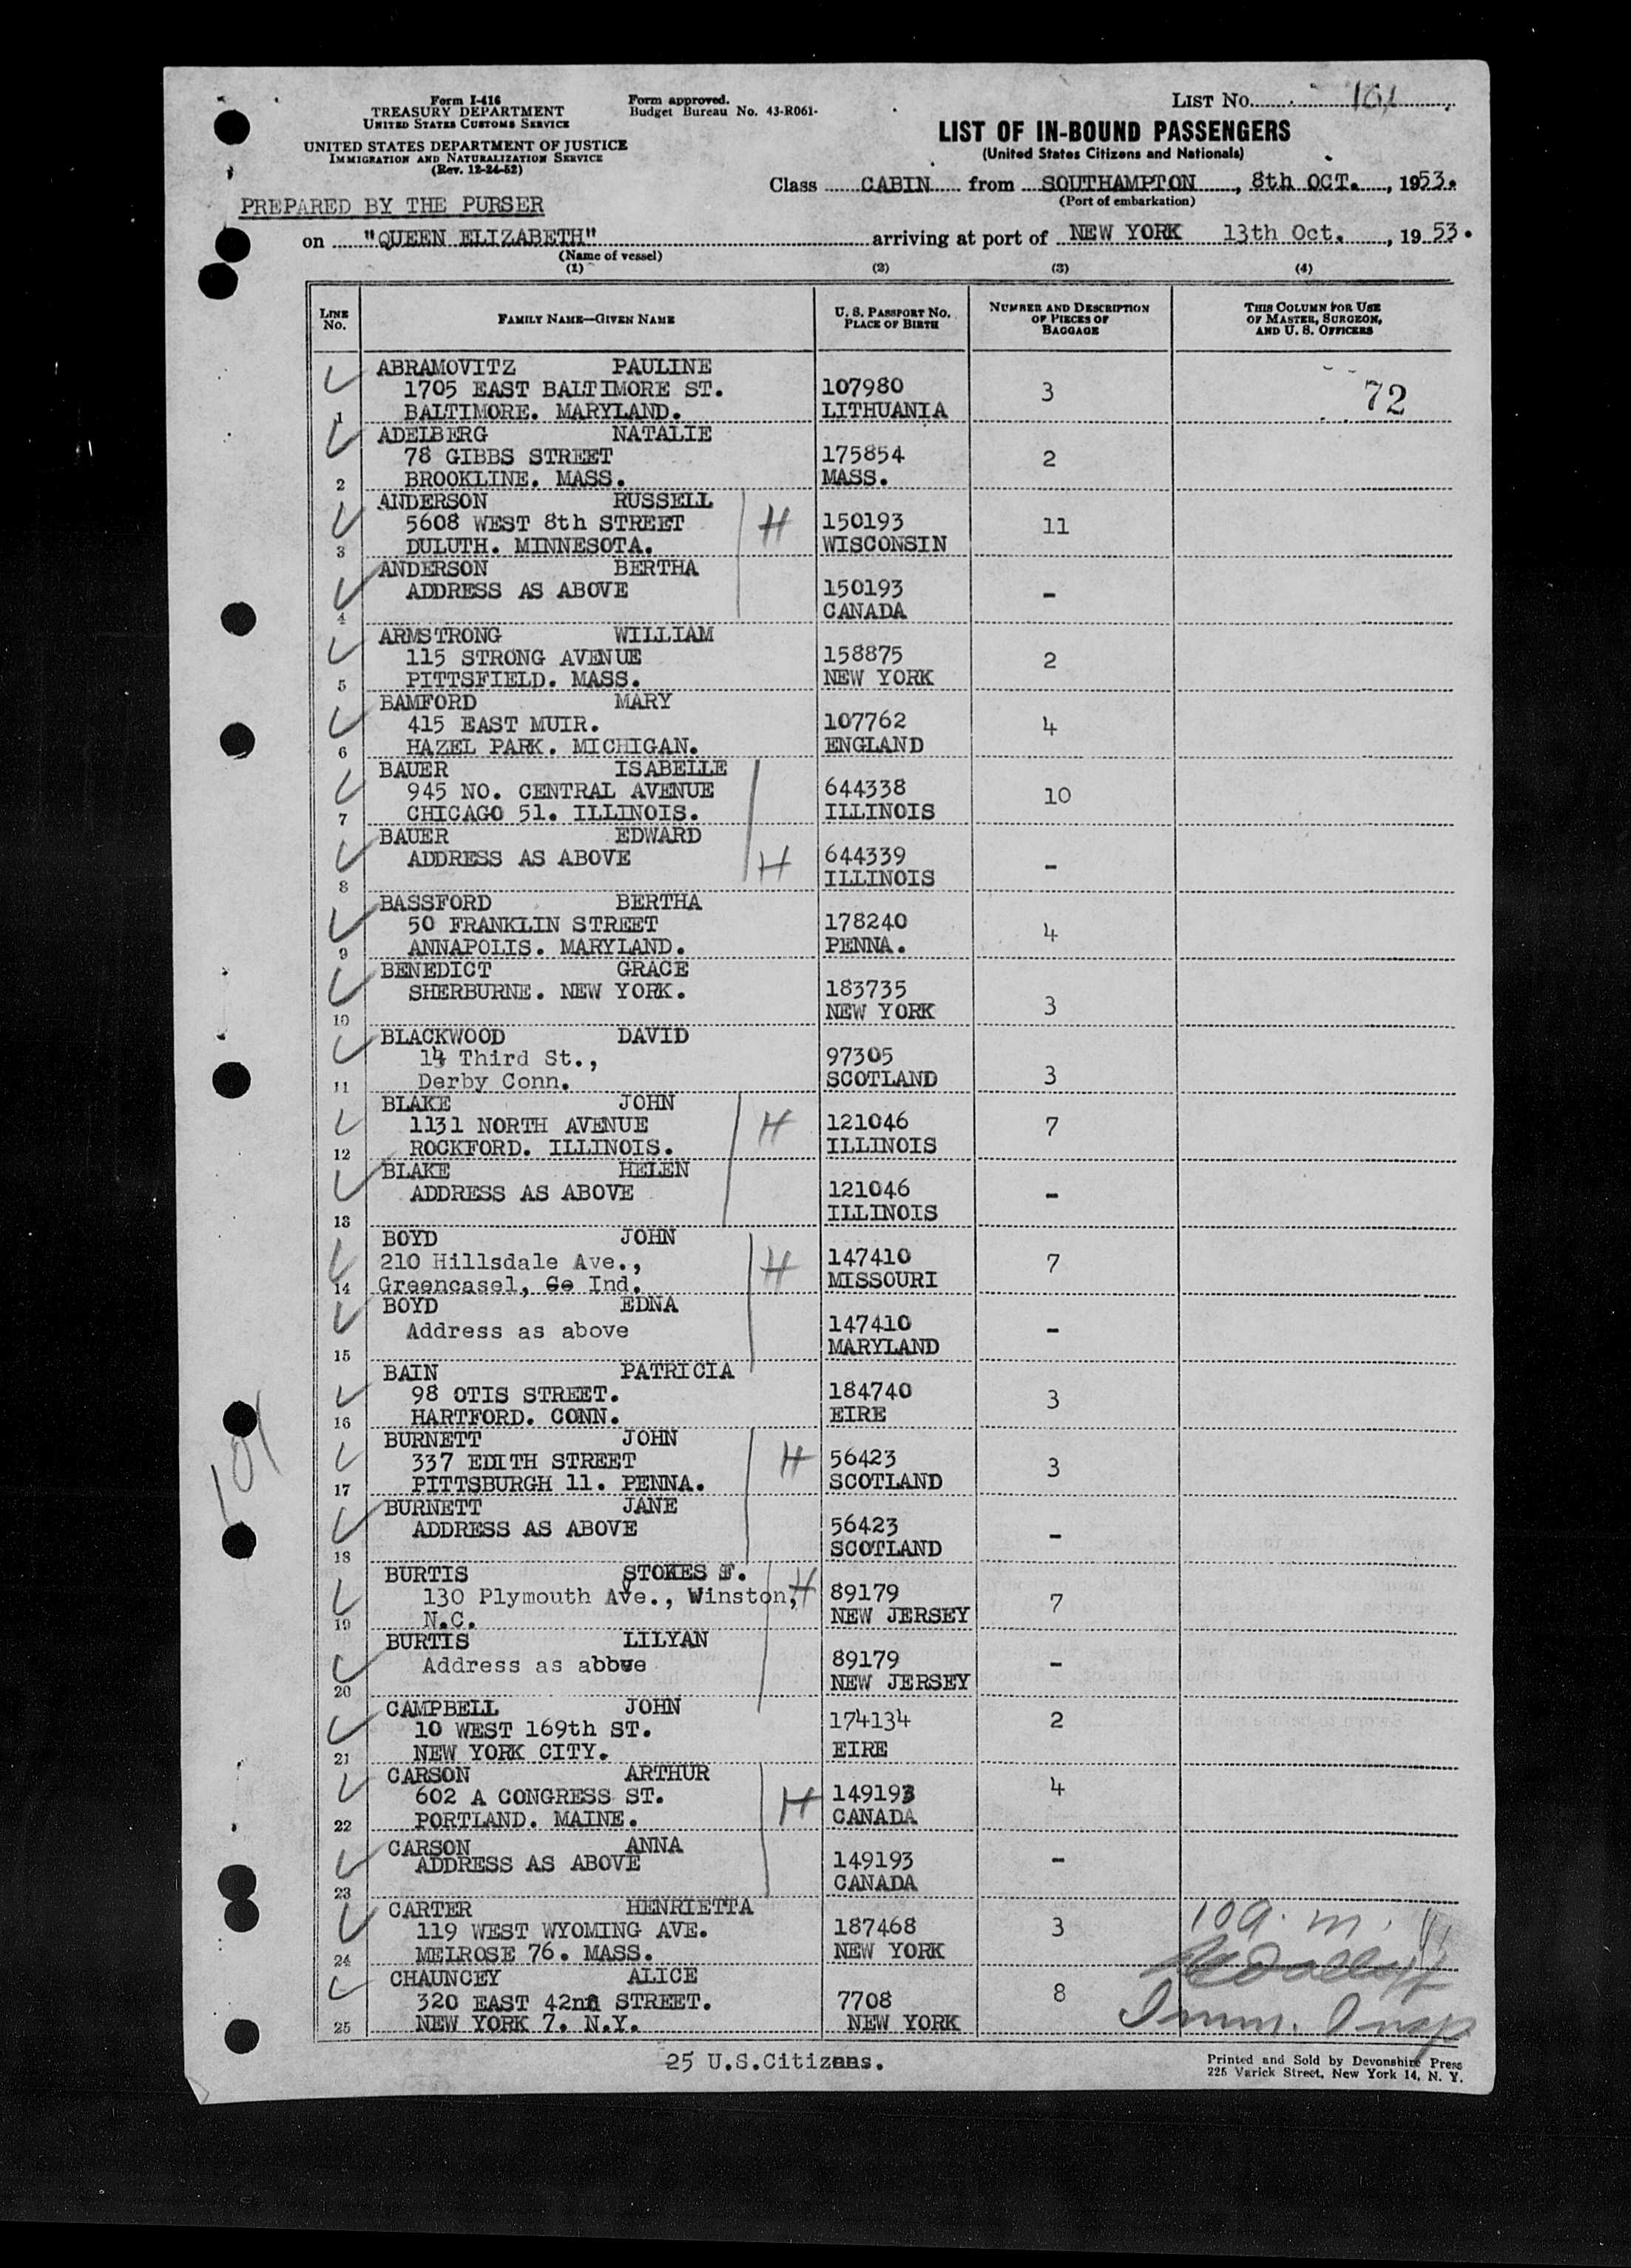 Form I-416
TREASURY DEPARTMENT
UNITED STATES CUSTOMS SERVICE
UNITED STATES DEPARTMENT OF JUSTICE
IMMIGRATION AND NATURALIZATION SERVICE
(Rev. 12-24-52)
Form approved.
Budget Bureau No. 43-R061-
LIST No. 101
LIST OF IN-BOUND PASSENGERS
(United States Citizens and Nationals)
Class CABIN from SOUTHAMPTON, 8th OCT., 1953.
(Port of embarkation)
PREPARED BY THE PURSER
on "QUEEN ELIZABETH" arriving at port of NEW YORK 13th Oct., 1953.
(Name of vessel)
(1) (2) (3) (4)
LINE No. FAMILY NAME—GIVEN NAME U. S. PASSPORT No. PLACE OF BIRTH NUMBER AND DESCRIPTION OF PIECES OF BAGGAGE THIS COLUMN FOR USE OF MASTER, SURGEON, AND U. S. OFFICERS
ABRAMOVITZ PAULINE
1705 EAST BALTIMORE ST. 107980 3 72
1 BALTIMORE. MARYLAND. LITHUANIA
ADELBERG NATALIE
78 GIBBS STREET 175854 2
2 BROOKLINE. MASS. MASS.
ANDERSON RUSSELL
5608 WEST 8th STREET H 150193 11
3 DULUTH. MINNESOTA. WISCONSIN
ANDERSON BERTHA
ADDRESS AS ABOVE 150193 -
4 CANADA
ARMSTRONG WILLIAM
115 STRONG AVENUE 158875 2
5 PITTSFIELD. MASS. NEW YORK
BAMFORD MARY
415 EAST MUIR. 107762 4
6 HAZEL PARK. MICHIGAN. ENGLAND
BAUER ISABELLE
945 NO. CENTRAL AVENUE 644338 10
7 CHICAGO 51. ILLINOIS. ILLINOIS
BAUER EDWARD
ADDRESS AS ABOVE H 644339 -
8 ILLINOIS
BASSFORD BERTHA
50 FRANKLIN STREET 178240 4
9 ANNAPOLIS. MARYLAND. PENNA.
BENEDICT GRACE
SHERBURNE. NEW YORK. 183735 3
10 NEW YORK
BLACKWOOD DAVID
14 Third St., 97305
11 Derby Conn. SCOTLAND 3
BLAKE JOHN
1131 NORTH AVENUE H 121046 7
12 ROCKFORD. ILLINOIS. ILLINOIS
BLAKE HELEN
ADDRESS AS ABOVE 121046 -
13 ILLINOIS
BOYD JOHN
210 Hillsdale Ave., H 147410 7
14 Greencasel, Ge Ind. MISSOURI
BOYD EDNA
Address as above 147410 -
15 MARYLAND
BAIN PATRICIA
98 OTIS STREET. 184740 3
16 HARTFORD. CONN. EIRE
BURNETT JOHN
337 EDITH STREET H 56423 3
17 PITTSBURGH 11. PENNA. SCOTLAND
101
BURNETT JANE
ADDRESS AS ABOVE 56423 -
18 SCOTLAND
BURTIS STOKES T.
130 Plymouth Ave., Winston, H 89179 7
19 N.C. NEW JERSEY
BURTIS LILYAN
Address as abbve 89179 -
20 NEW JERSEY
CAMPBELL JOHN
10 WEST 169th ST. 174134 2
21 NEW YORK CITY. EIRE
CARSON ARTHUR
602 A CONGRESS ST. H 149193 4
22 PORTLAND. MAINE. CANADA
CARSON ANNA
ADDRESS AS ABOVE 149193 -
23 CANADA
CARTER HENRIETTA
119 WEST WYOMING AVE. 187468 3 10 a. m.
24 MELROSE 76. MASS. NEW YORK
CHAUNCEY ALICE
320 EAST 42nd STREET. 7708 8 Imm. Insp
25 NEW YORK 7. N.Y. NEW YORK
25 U.S.Citizens.
Printed and Sold by Devonshire Press
225 Varick Street, New York 14, N. Y.